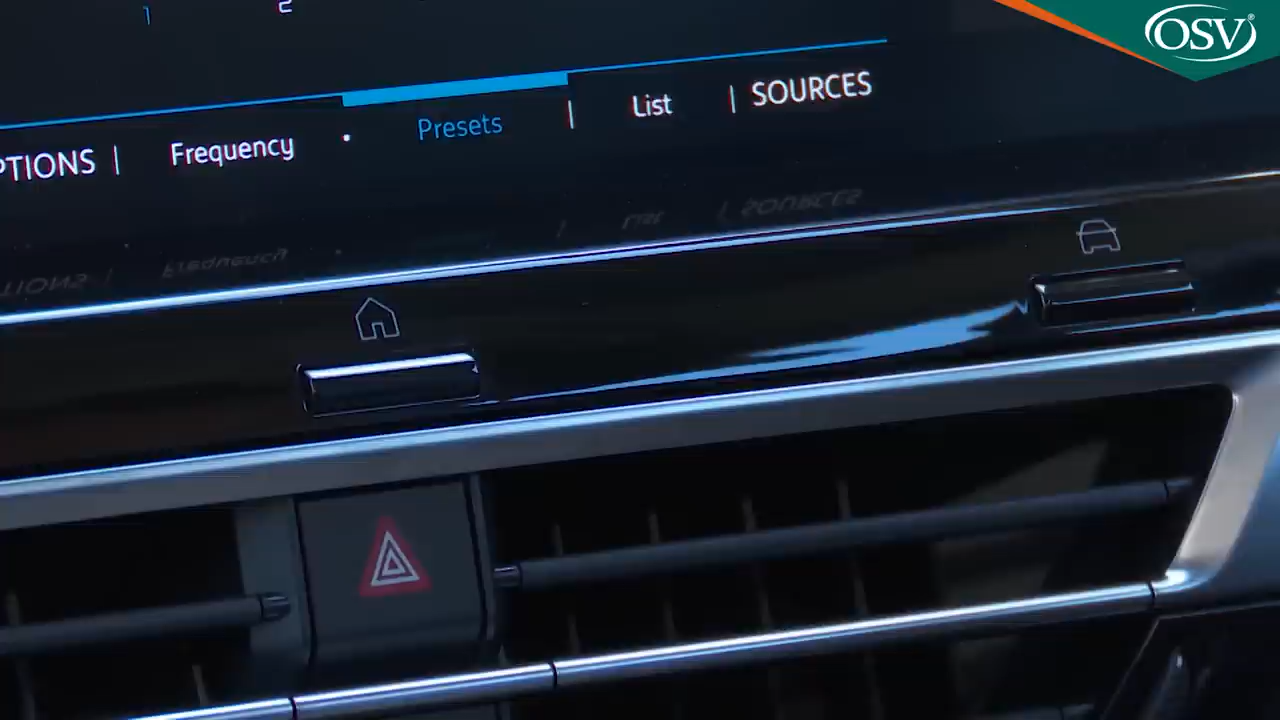 1 2
PTIONS | Frequency • Presets | List | SOURCES
OSV®